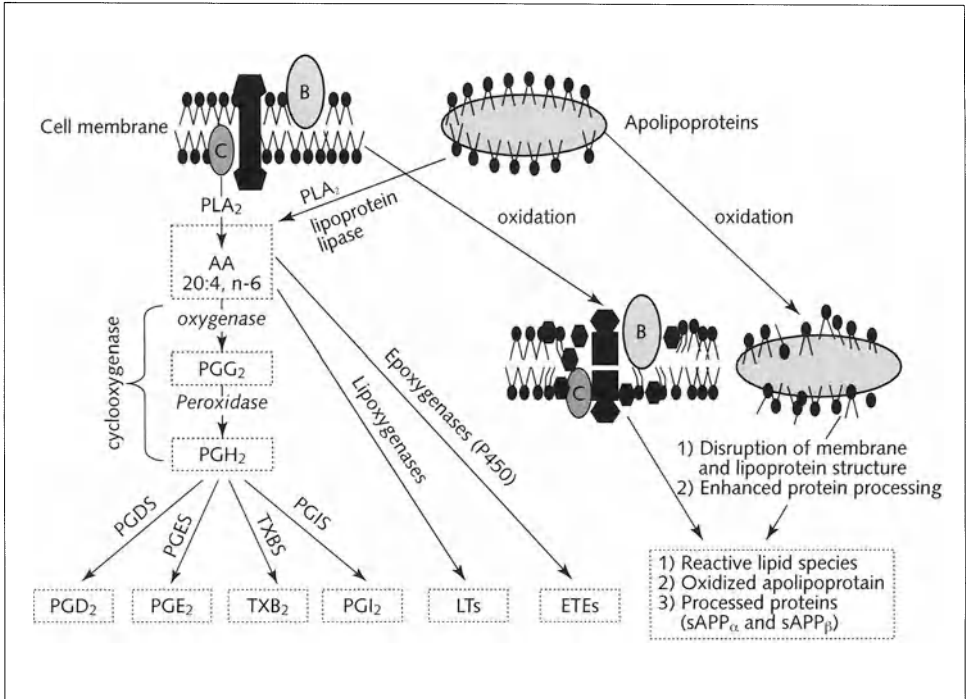 B
Cell membrane
C
Apolipoproteins
PLA₂
PLA₂
lipoprotein
lipase
oxidation
oxidation
AA
20:4, n-6
cyclooxygenase
oxygenase
PGG₂
Peroxidase
PGH₂
Lipoxygenases
Epoxygenases (P450)
B
C
1) Disruption of membrane
and lipoprotein structure
2) Enhanced protein processing
PGDS
PGES
TXBS
PGIS
PGD₂
PGE₂
TXB₂
PGI₂
LTs
ETEs
1) Reactive lipid species
2) Oxidized apolipoprotain
3) Processed proteins
(sAPPα and sAPPβ)